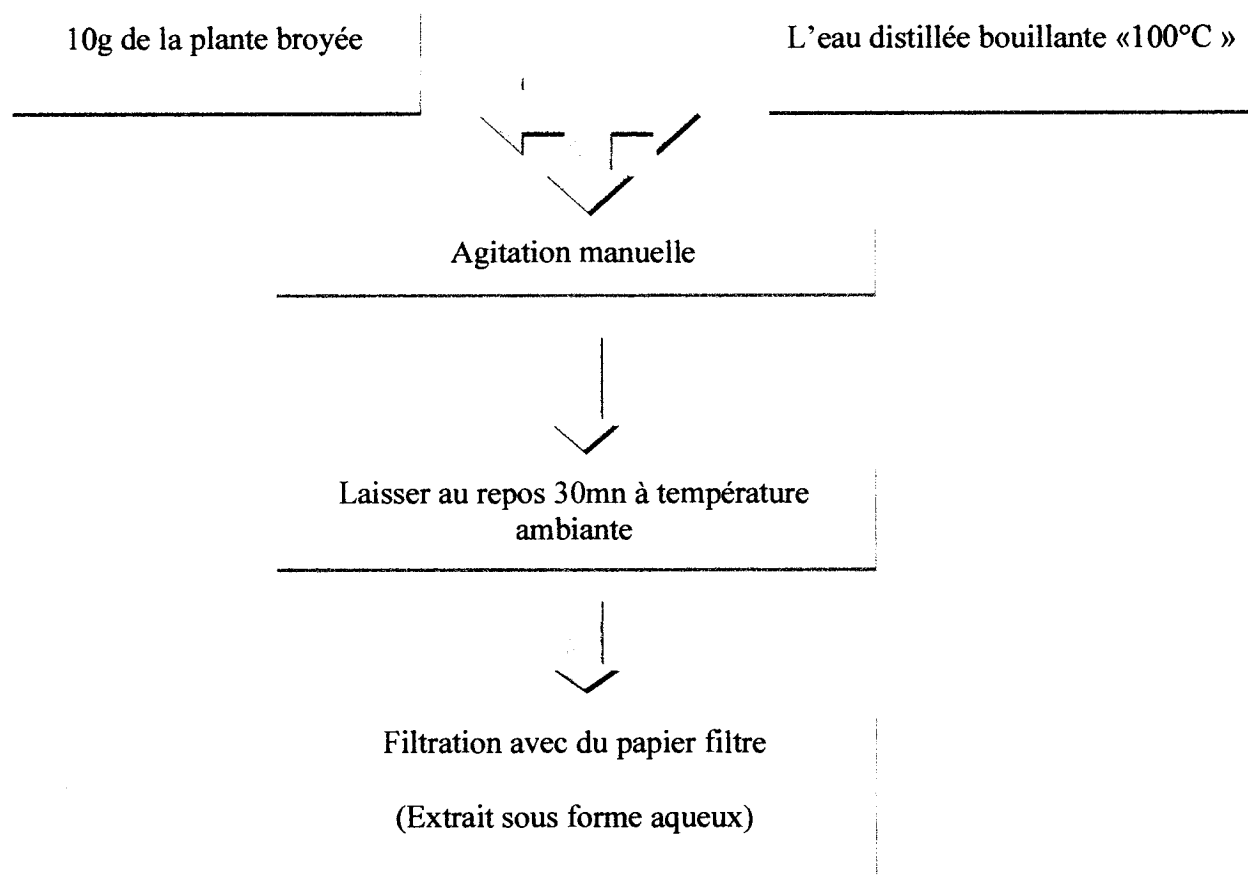 10g de la plante broyée
L'eau distillée bouillante «100°C »
Agitation manuelle
Laisser au repos 30mn à température
ambiante
Filtration avec du papier filtre
(Extrait sous forme aqueux)